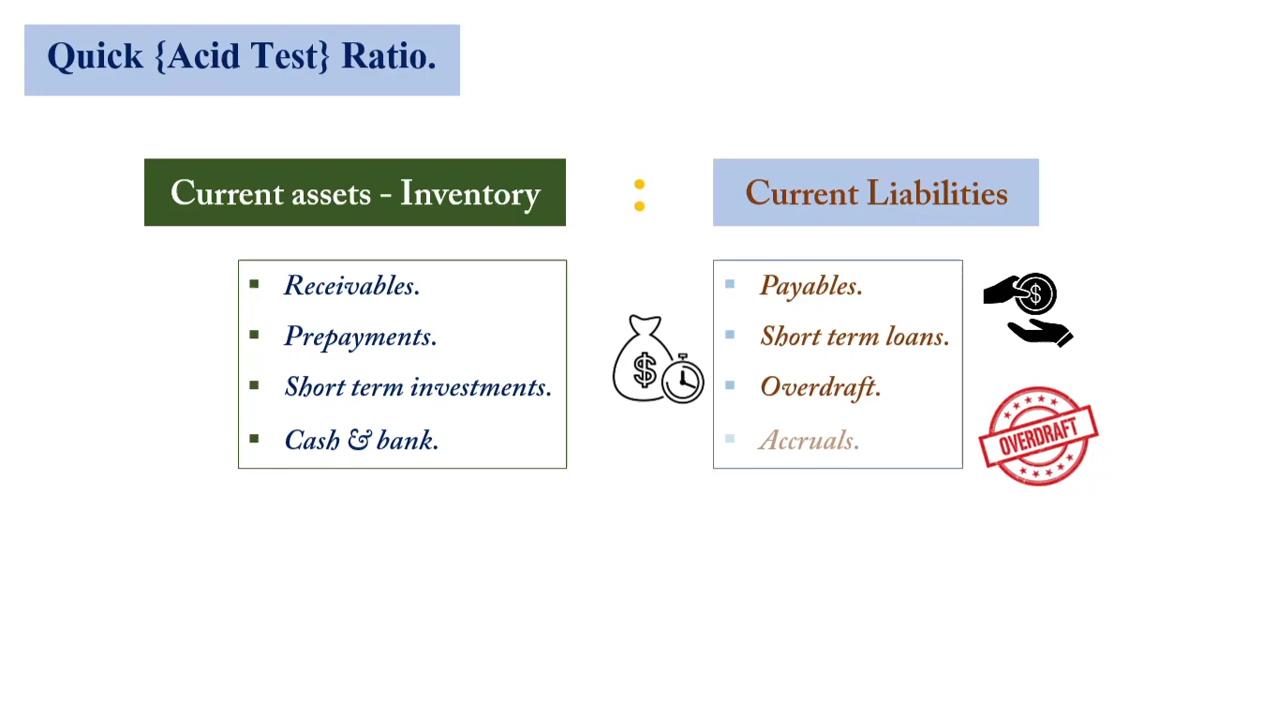 Quick {Acid Test} Ratio.
Current assets - Inventory : Current Liabilities
▪ Receivables.
▪ Prepayments.
▪ Short term investments.
▪ Cash & bank.
▪ Payables.
▪ Short term loans.
▪ Overdraft.
▪ Accruals.
$
$
OVERDRAFT